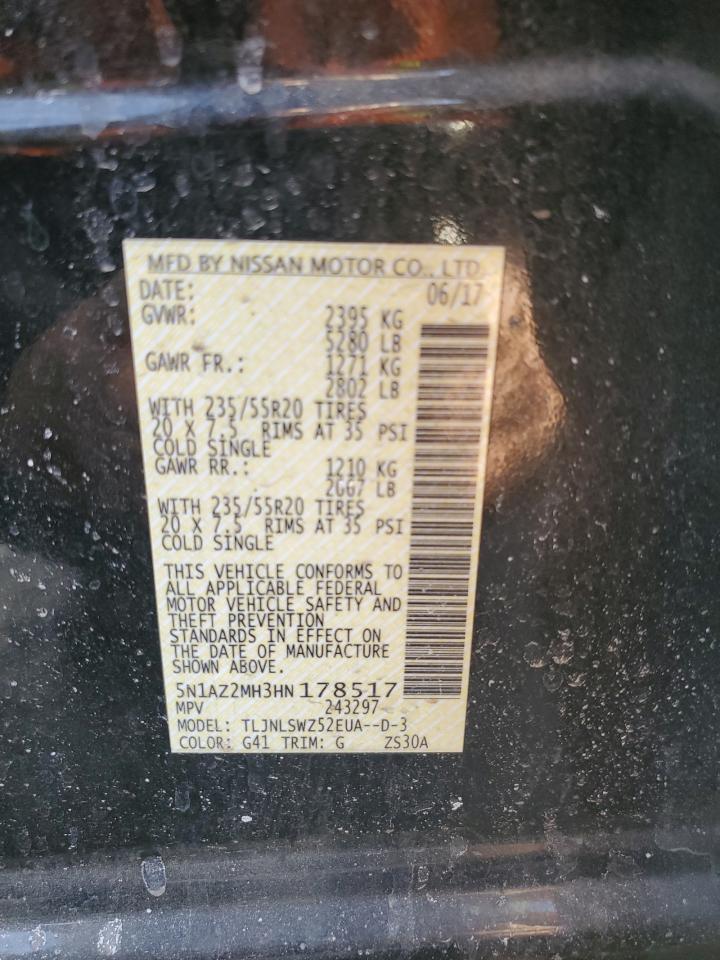 MFD BY NISSAN MOTOR CO., LTD.
DATE: 06/17
GVWR: 2395 KG
5280 LB
GAWR FR.: 1271 KG
2802 LB
WITH 235/55R20 TIRES
20 X 7.5 RIMS AT 35 PSI
COLD SINGLE
GAWR RR.: 1210 KG
2667 LB
WITH 235/55R20 TIRES
20 X 7.5 RIMS AT 35 PSI
COLD SINGLE
THIS VEHICLE CONFORMS TO
ALL APPLICABLE FEDERAL
MOTOR VEHICLE SAFETY AND
THEFT PREVENTION
STANDARDS IN EFFECT ON
THE DATE OF MANUFACTURE
SHOWN ABOVE.
5N1AZ2MH3HN178517
MPV 243297
MODEL: TLJNLSWZ52EUA--D-3
COLOR: G41 TRIM: G ZS30A